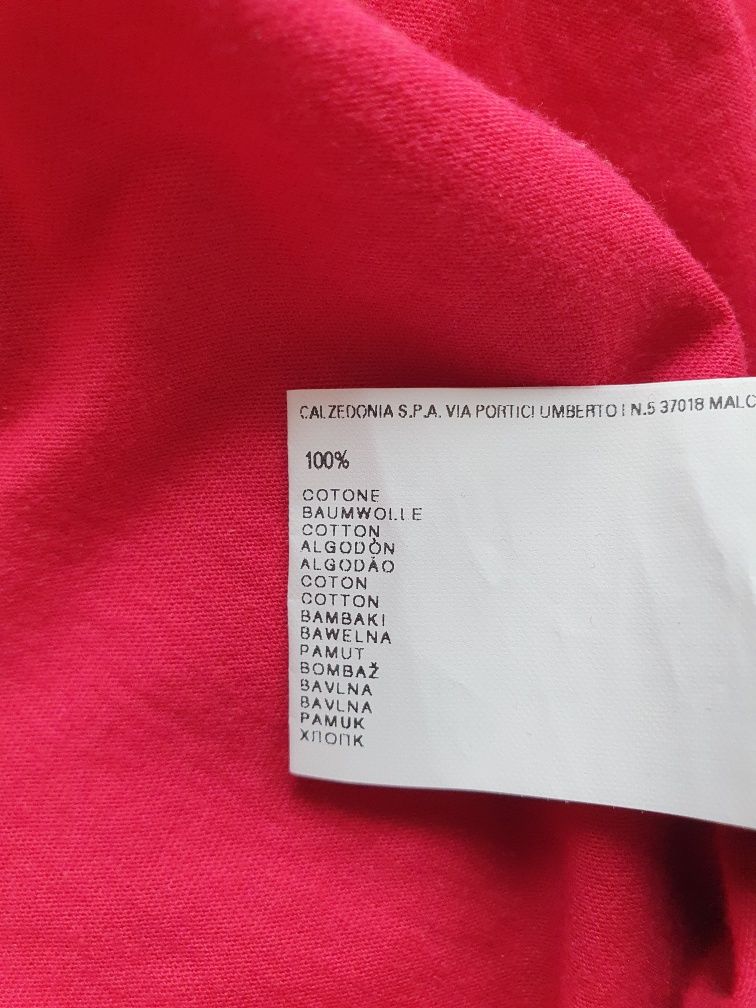 CALZEDONIA S.P.A. VIA PORTICI UMBERTO I N.5 37018 MALC
100%
COTONE
BAUMWOLLE
COTTON
ALGODÒN
ALGODÃO
COTON
COTTON
BAMBAKI
BAWELNA
PAMUT
BOMBAŽ
BAVLNA
BAVLNA
PAMUK
ХЛОПК